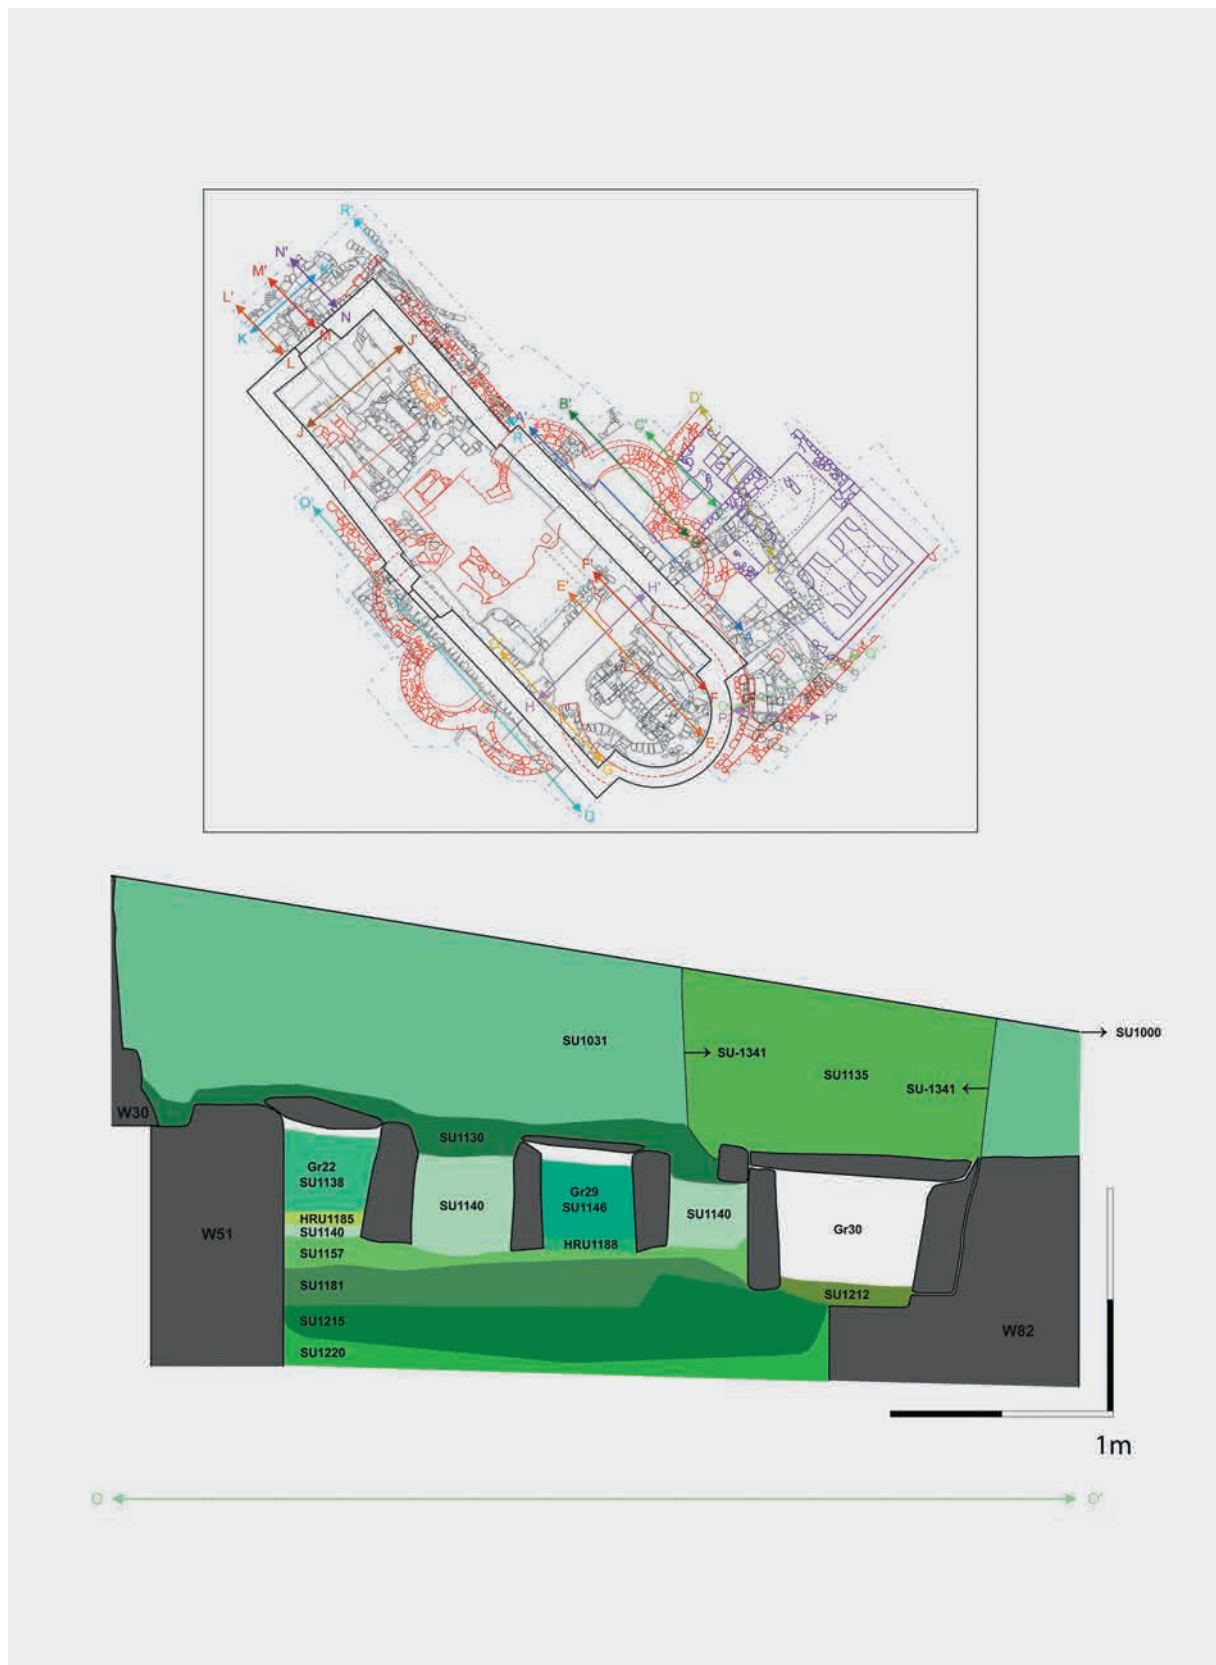 R'
N'
K'
M'
L'
N
K
M
L
J'
I'
J
A'
R
B'
C'
D'
C
B
D
Q'
F'
E'
H'
A
O'
G'
H
F
O
P
P'
E
G
SU1031
SU-1341
SU1135
SU-1341
SU1000
W30
SU1130
Gr22
SU1138
Gr29
SU1146
SU1140
SU1140
HRU1185
SU1140
HRU1188
Gr30
W51
SU1157
SU1181
SU1212
SU1215
W82
SU1220
1m
O
O'